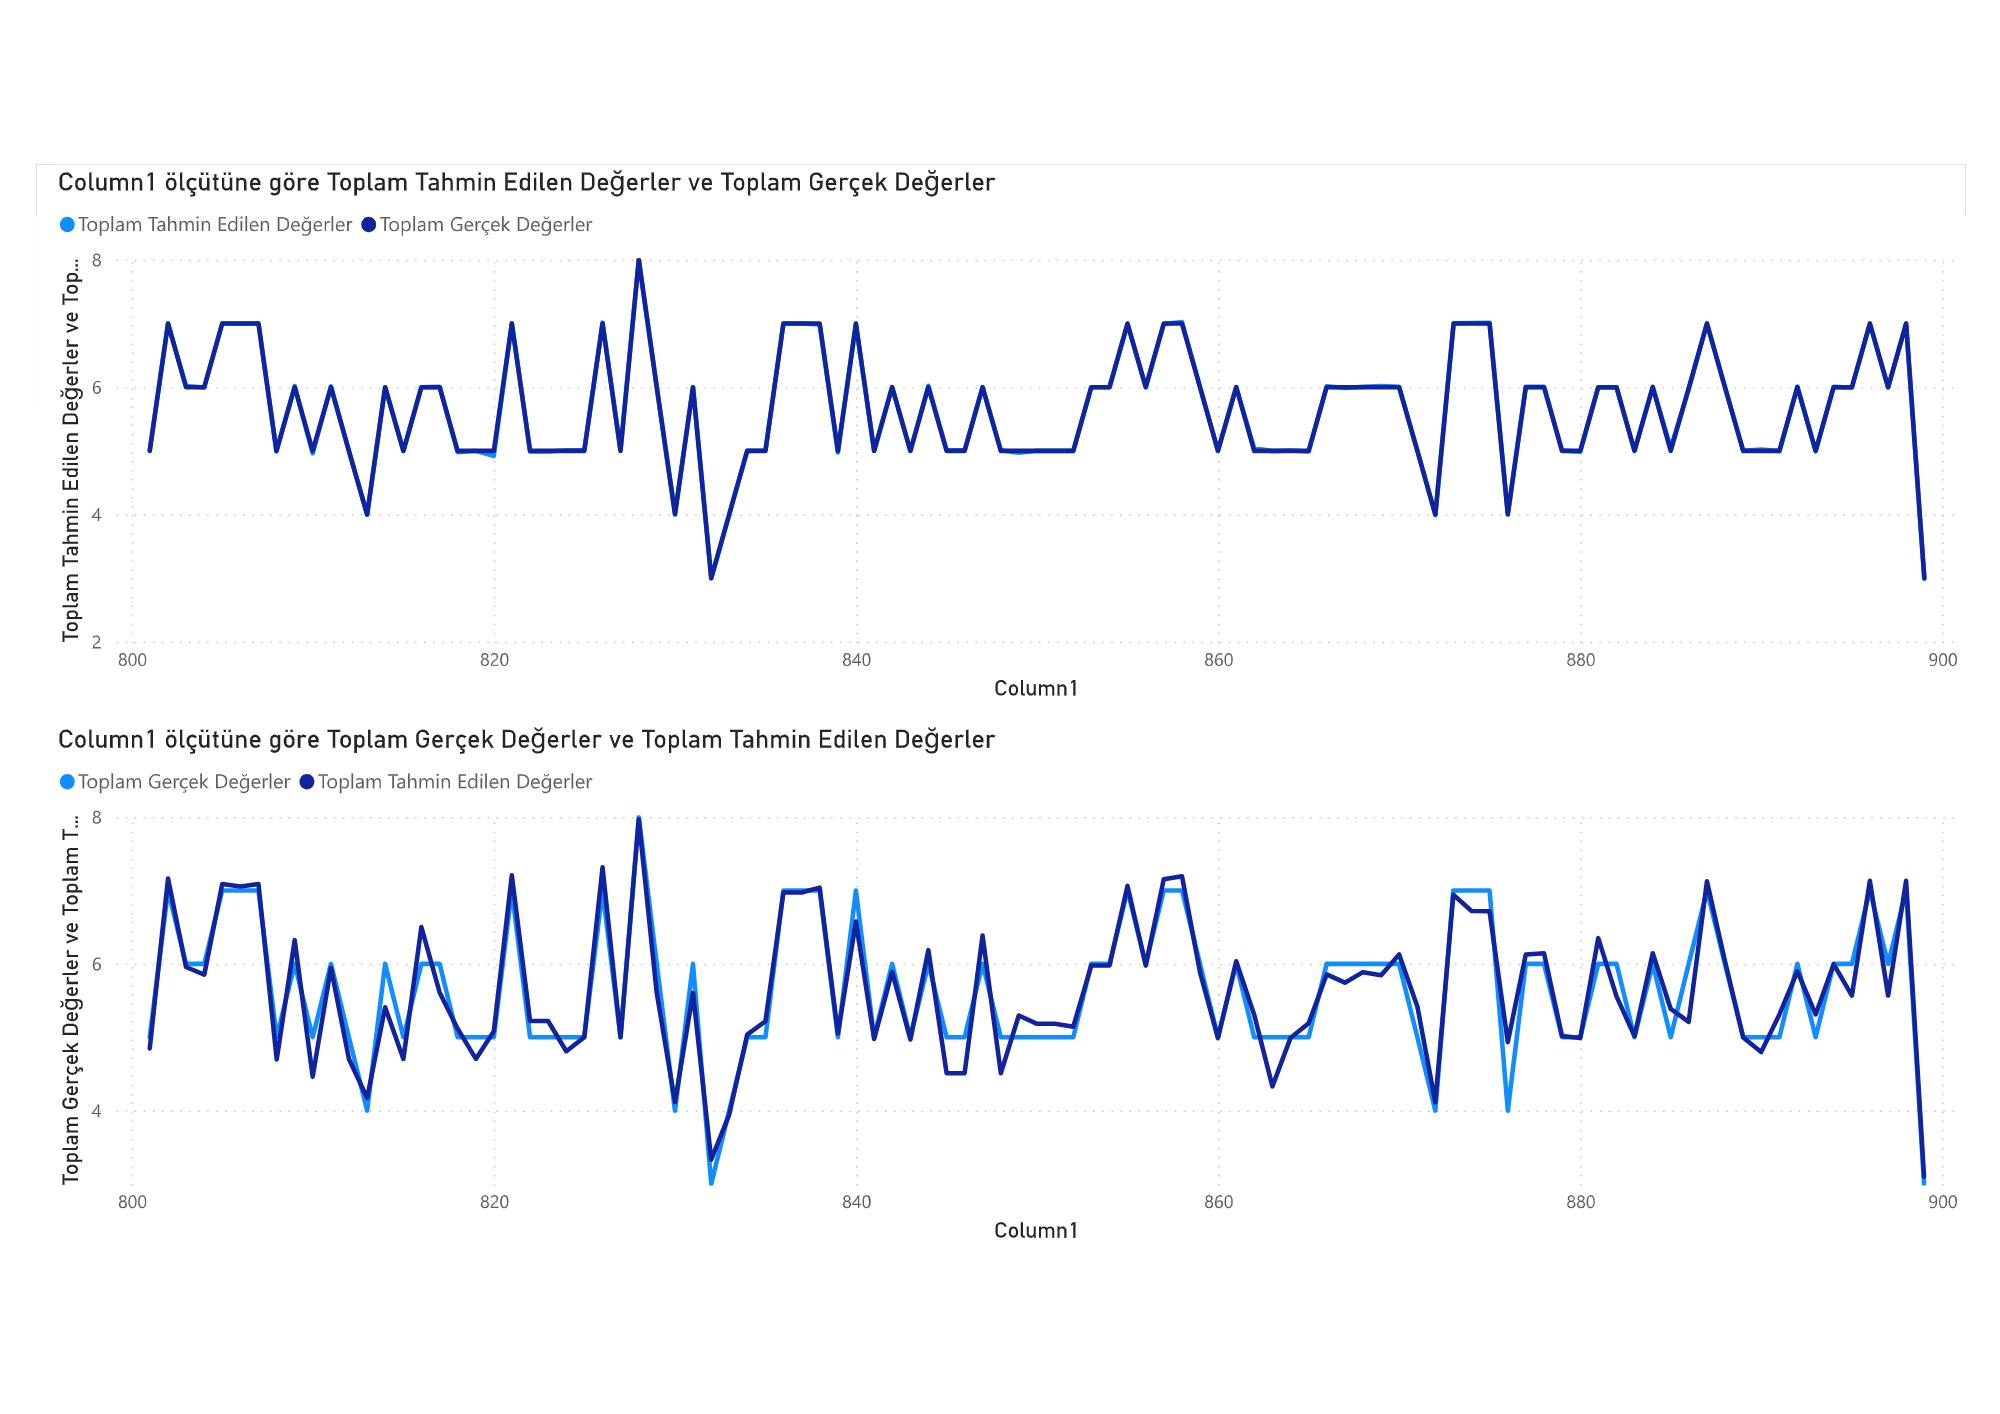 Column1 ölçütüne göre Toplam Tahmin Edilen Değerler ve Toplam Gerçek Değerler
Toplam Tahmin Edilen Değerler Toplam Gerçek Değerler
Toplam Tahmin Edilen Değerler ve Top...
8
6
4
2
800 820 840 860 880 900
Column1
Column1 ölçütüne göre Toplam Gerçek Değerler ve Toplam Tahmin Edilen Değerler
Toplam Gerçek Değerler Toplam Tahmin Edilen Değerler
Toplam Gerçek Değerler ve Toplam T...
8
6
4
800 820 840 860 880 900
Column1